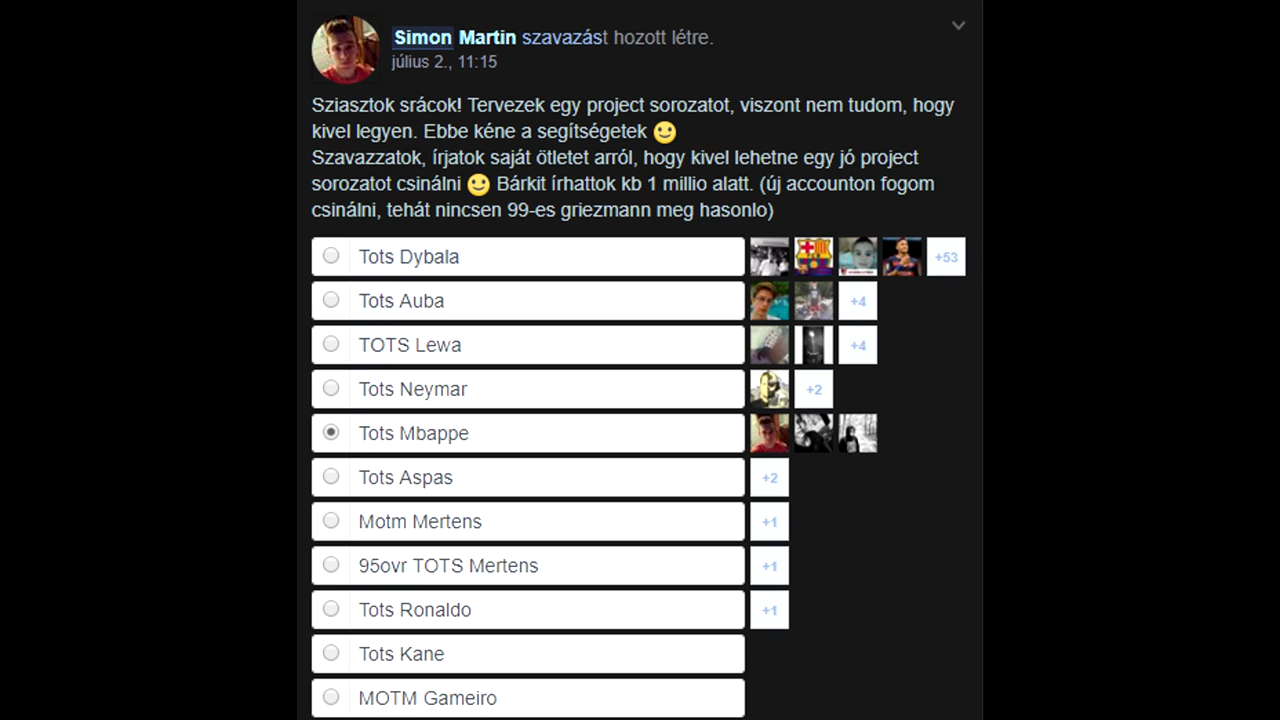 Simon Martin szavazást hozott létre.
július 2., 11:15
Sziasztok srácok! Tervezek egy project sorozatot, viszont nem tudom, hogy
kivel legyen. Ebbe kéne a segítségetek 🙂
Szavazzatok, írjatok saját ötletet arról, hogy kivel lehetne egy jó project
sorozatot csinálni 🙂 Bárkit írhattok kb 1 millio alatt. (új accounton fogom
csinálni, tehát nincsen 99-es griezmann meg hasonlo)
Tots Dybala +53
Tots Auba +4
TOTS Lewa +4
Tots Neymar +2
Tots Mbappe
Tots Aspas +2
Motm Mertens +1
95ovr TOTS Mertens +1
Tots Ronaldo +1
Tots Kane
MOTM Gameiro